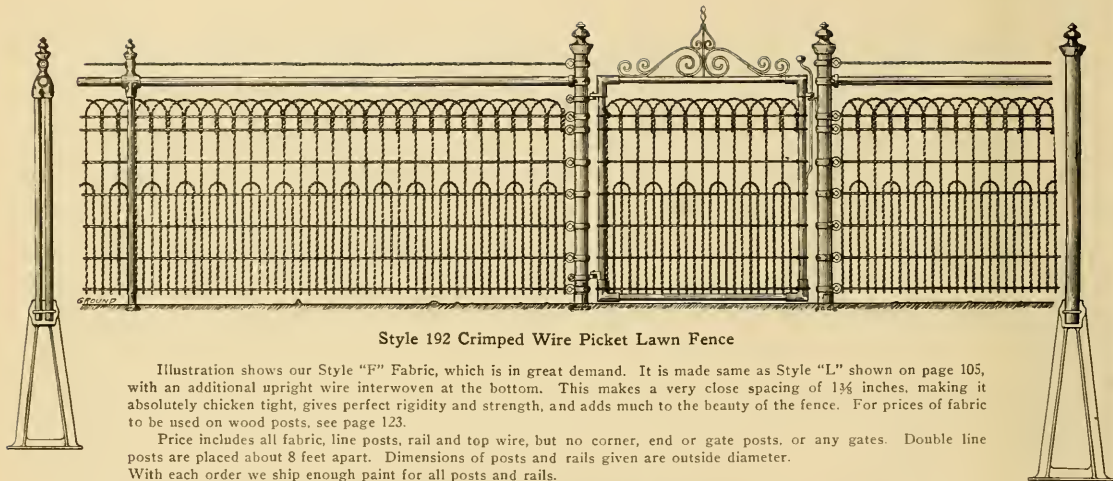 GROUND
Style 192 Crimped Wire Picket Lawn Fence
Illustration shows our Style "F" Fabric, which is in great demand. It is made same as Style "L" shown on page 105,
with an additional upright wire interwoven at the bottom. This makes a very close spacing of 1⅜ inches, making it
absolutely chicken tight, gives perfect rigidity and strength, and adds much to the beauty of the fence. For prices of fabric
to be used on wood posts, see page 123.
Price includes all fabric, line posts, rail and top wire, but no corner, end or gate posts, or any gates. Double line
posts are placed about 8 feet apart. Dimensions of posts and rails given are outside diameter.
With each order we ship enough paint for all posts and rails.